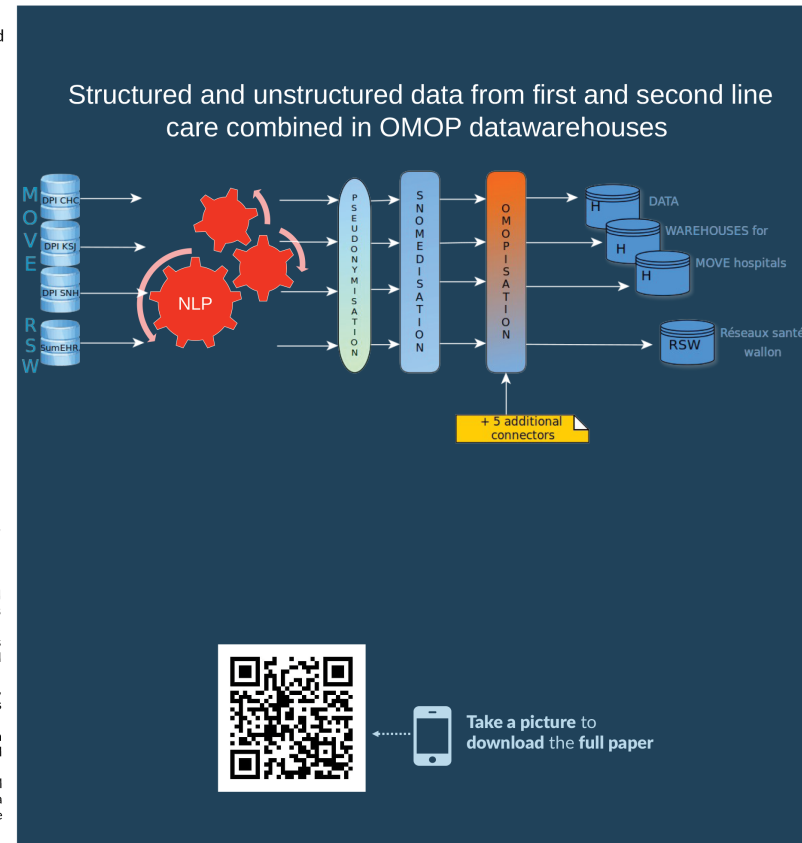 Structured and unstructured data from first and second line
care combined in OMOP datawarehouses
MOVE
DPI CHC
DPI KSJ
DPI SNH
RSW
SumEHR
NLP
PSEUDONYMISATION
SNOMEDISATION
OMOPISATION
+ 5 additional
connectors
H
DATA
H
WAREHOUSES for
H
MOVE hospitals
RSW
Réseaux santé
wallon
Take a picture to
download the full paper